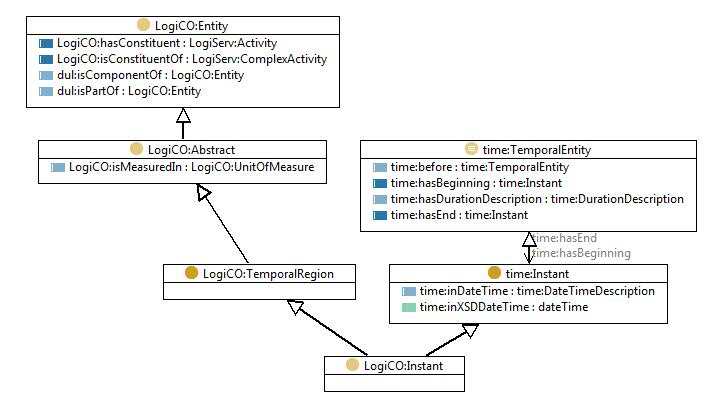 LogiCO:Entity
LogiCO:hasConstituent : LogiServ:Activity
LogiCO:isConstituentOf : LogiServ:ComplexActivity
dul:isComponentOf : LogiCO:Entity
dul:isPartOf : LogiCO:Entity
LogiCO:Abstract
LogiCO:isMeasuredIn : LogiCO:UnitOfMeasure
time:TemporalEntity
time:before : time:TemporalEntity
time:hasBeginning : time:Instant
time:hasDurationDescription : time:DurationDescription
time:hasEnd : time:Instant
time:hasEnd
time:hasBeginning
LogiCO:TemporalRegion
time:Instant
time:inDateTime : time:DateTimeDescription
time:inXSDDateTime : dateTime
LogiCO:Instant